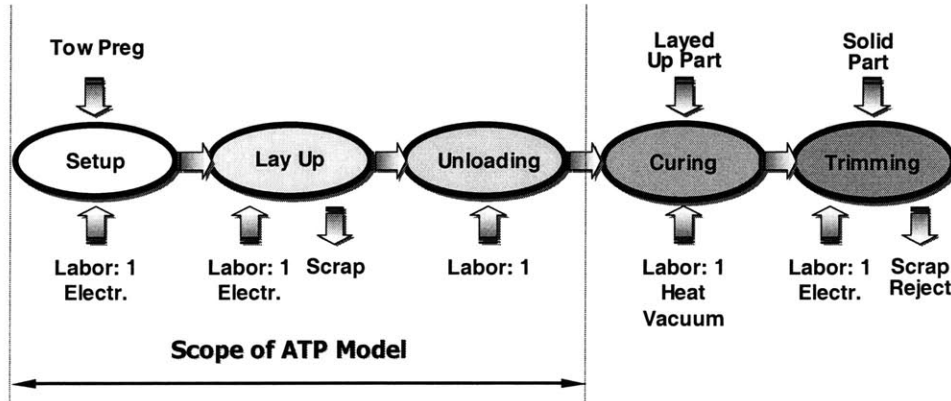 Tow Preg
Layed
Up Part
Solid
Part
Setup
Lay Up
Unloading
Curing
Trimming
Labor: 1
Electr.
Labor: 1
Electr.
Scrap
Labor: 1
Labor: 1
Heat
Vacuum
Labor: 1
Electr.
Scrap
Reject
Scope of ATP Model